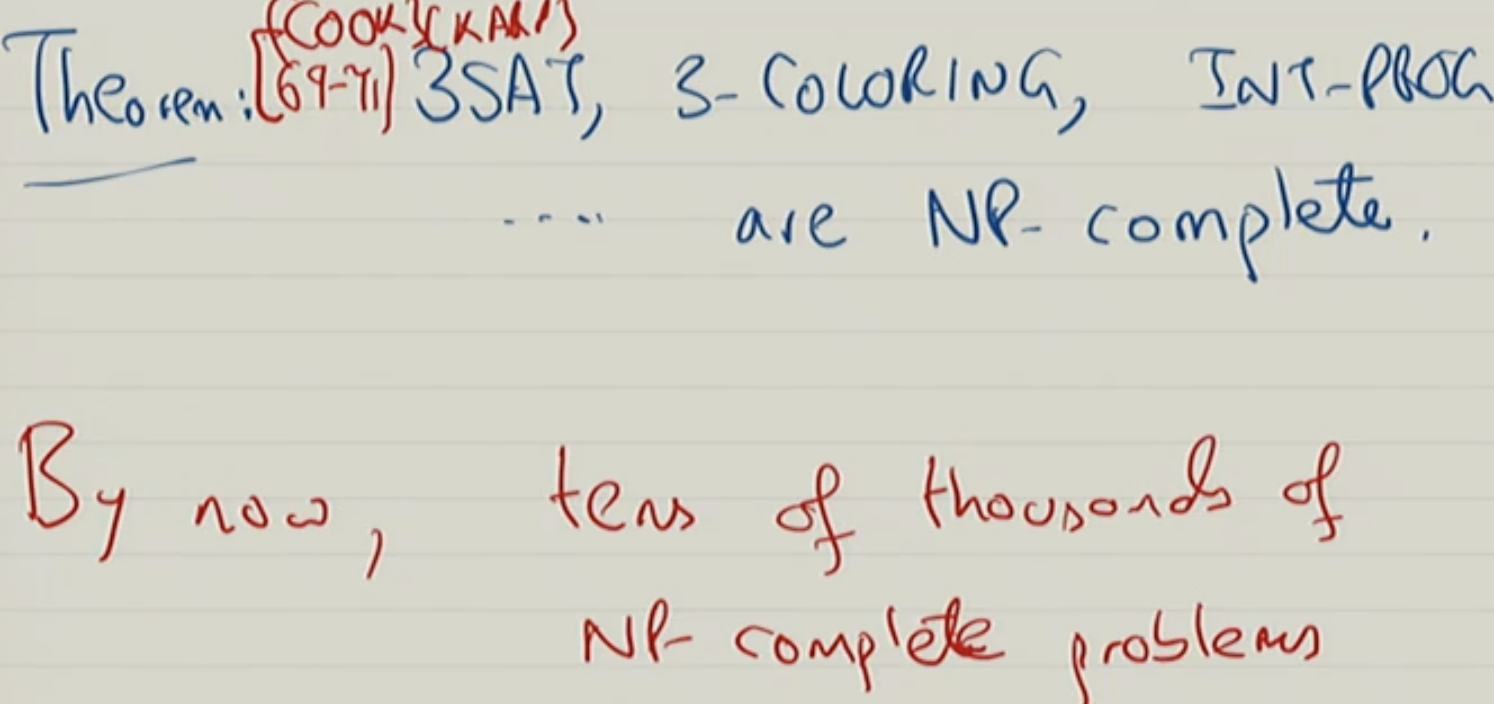 [COOK][KARP]
Theorem: [69-71] 3SAT, 3-COLORING, INT-PROG
.... are NP-complete.
By now, tens of thousands of
NP-complete problems